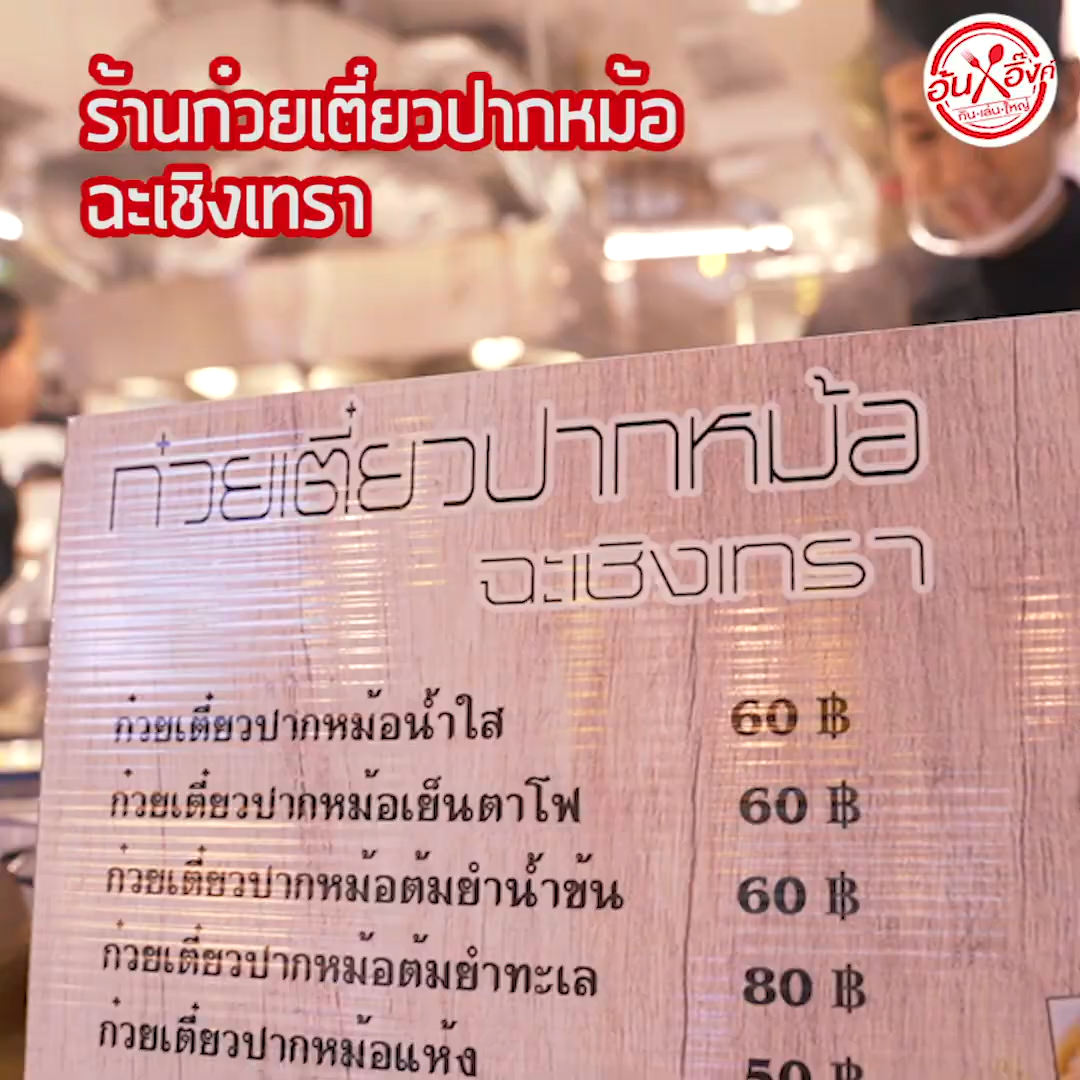 ร้านก๋วยเตี๋ยวปากหม้อ
ฉะเชิงเทรา
อุ้น อิ๊งค์
กิน•เล่น•ใหญ่
ก๋วยเตี๋ยวปากหม้อ
ฉะเชิงเทรา
ก๋วยเตี๋ยวปากหม้อน้ำใส 60 ฿
ก๋วยเตี๋ยวปากหม้อเย็นตาโฟ 60 ฿
ก๋วยเตี๋ยวปากหม้อต้มยำน้ำข้น 60 ฿
ก๋วยเตี๋ยวปากหม้อต้มยำทะเล 80 ฿
ก๋วยเตี๋ยวปากหม้อแห้ง 50 ฿